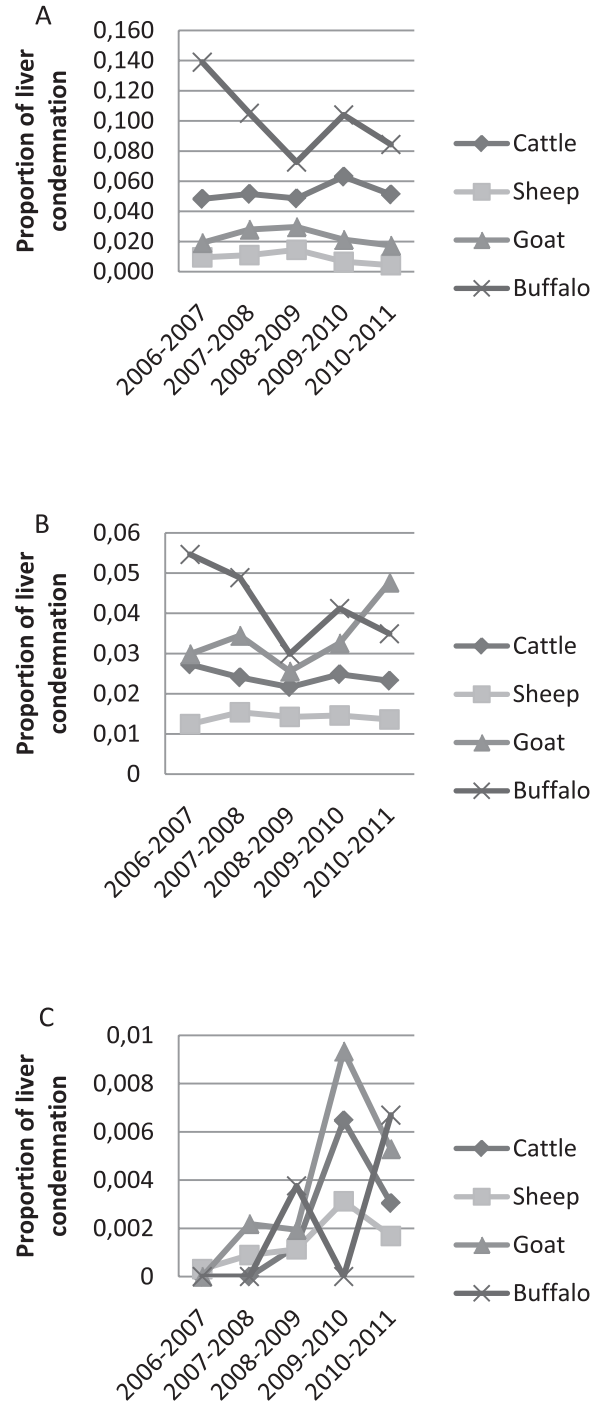 A
Proportion of liver
condemnation
0,160
0,140
0,120
0,100
0,080
0,060
0,040
0,020
0,000
2006-2007
2007-2008
2008-2009
2009-2010
2010-2011
Cattle
Sheep
Goat
Buffalo
B
Proportion of liver
condemnation
0,06
0,05
0,04
0,03
0,02
0,01
0
2006-2007
2007-2008
2008-2009
2009-2010
2010-2011
Cattle
Sheep
Goat
Buffalo
C
Proportion of liver
condemnation
0,01
0,008
0,006
0,004
0,002
0
2006-2007
2007-2008
2008-2009
2009-2010
2010-2011
Cattle
Sheep
Goat
Buffalo